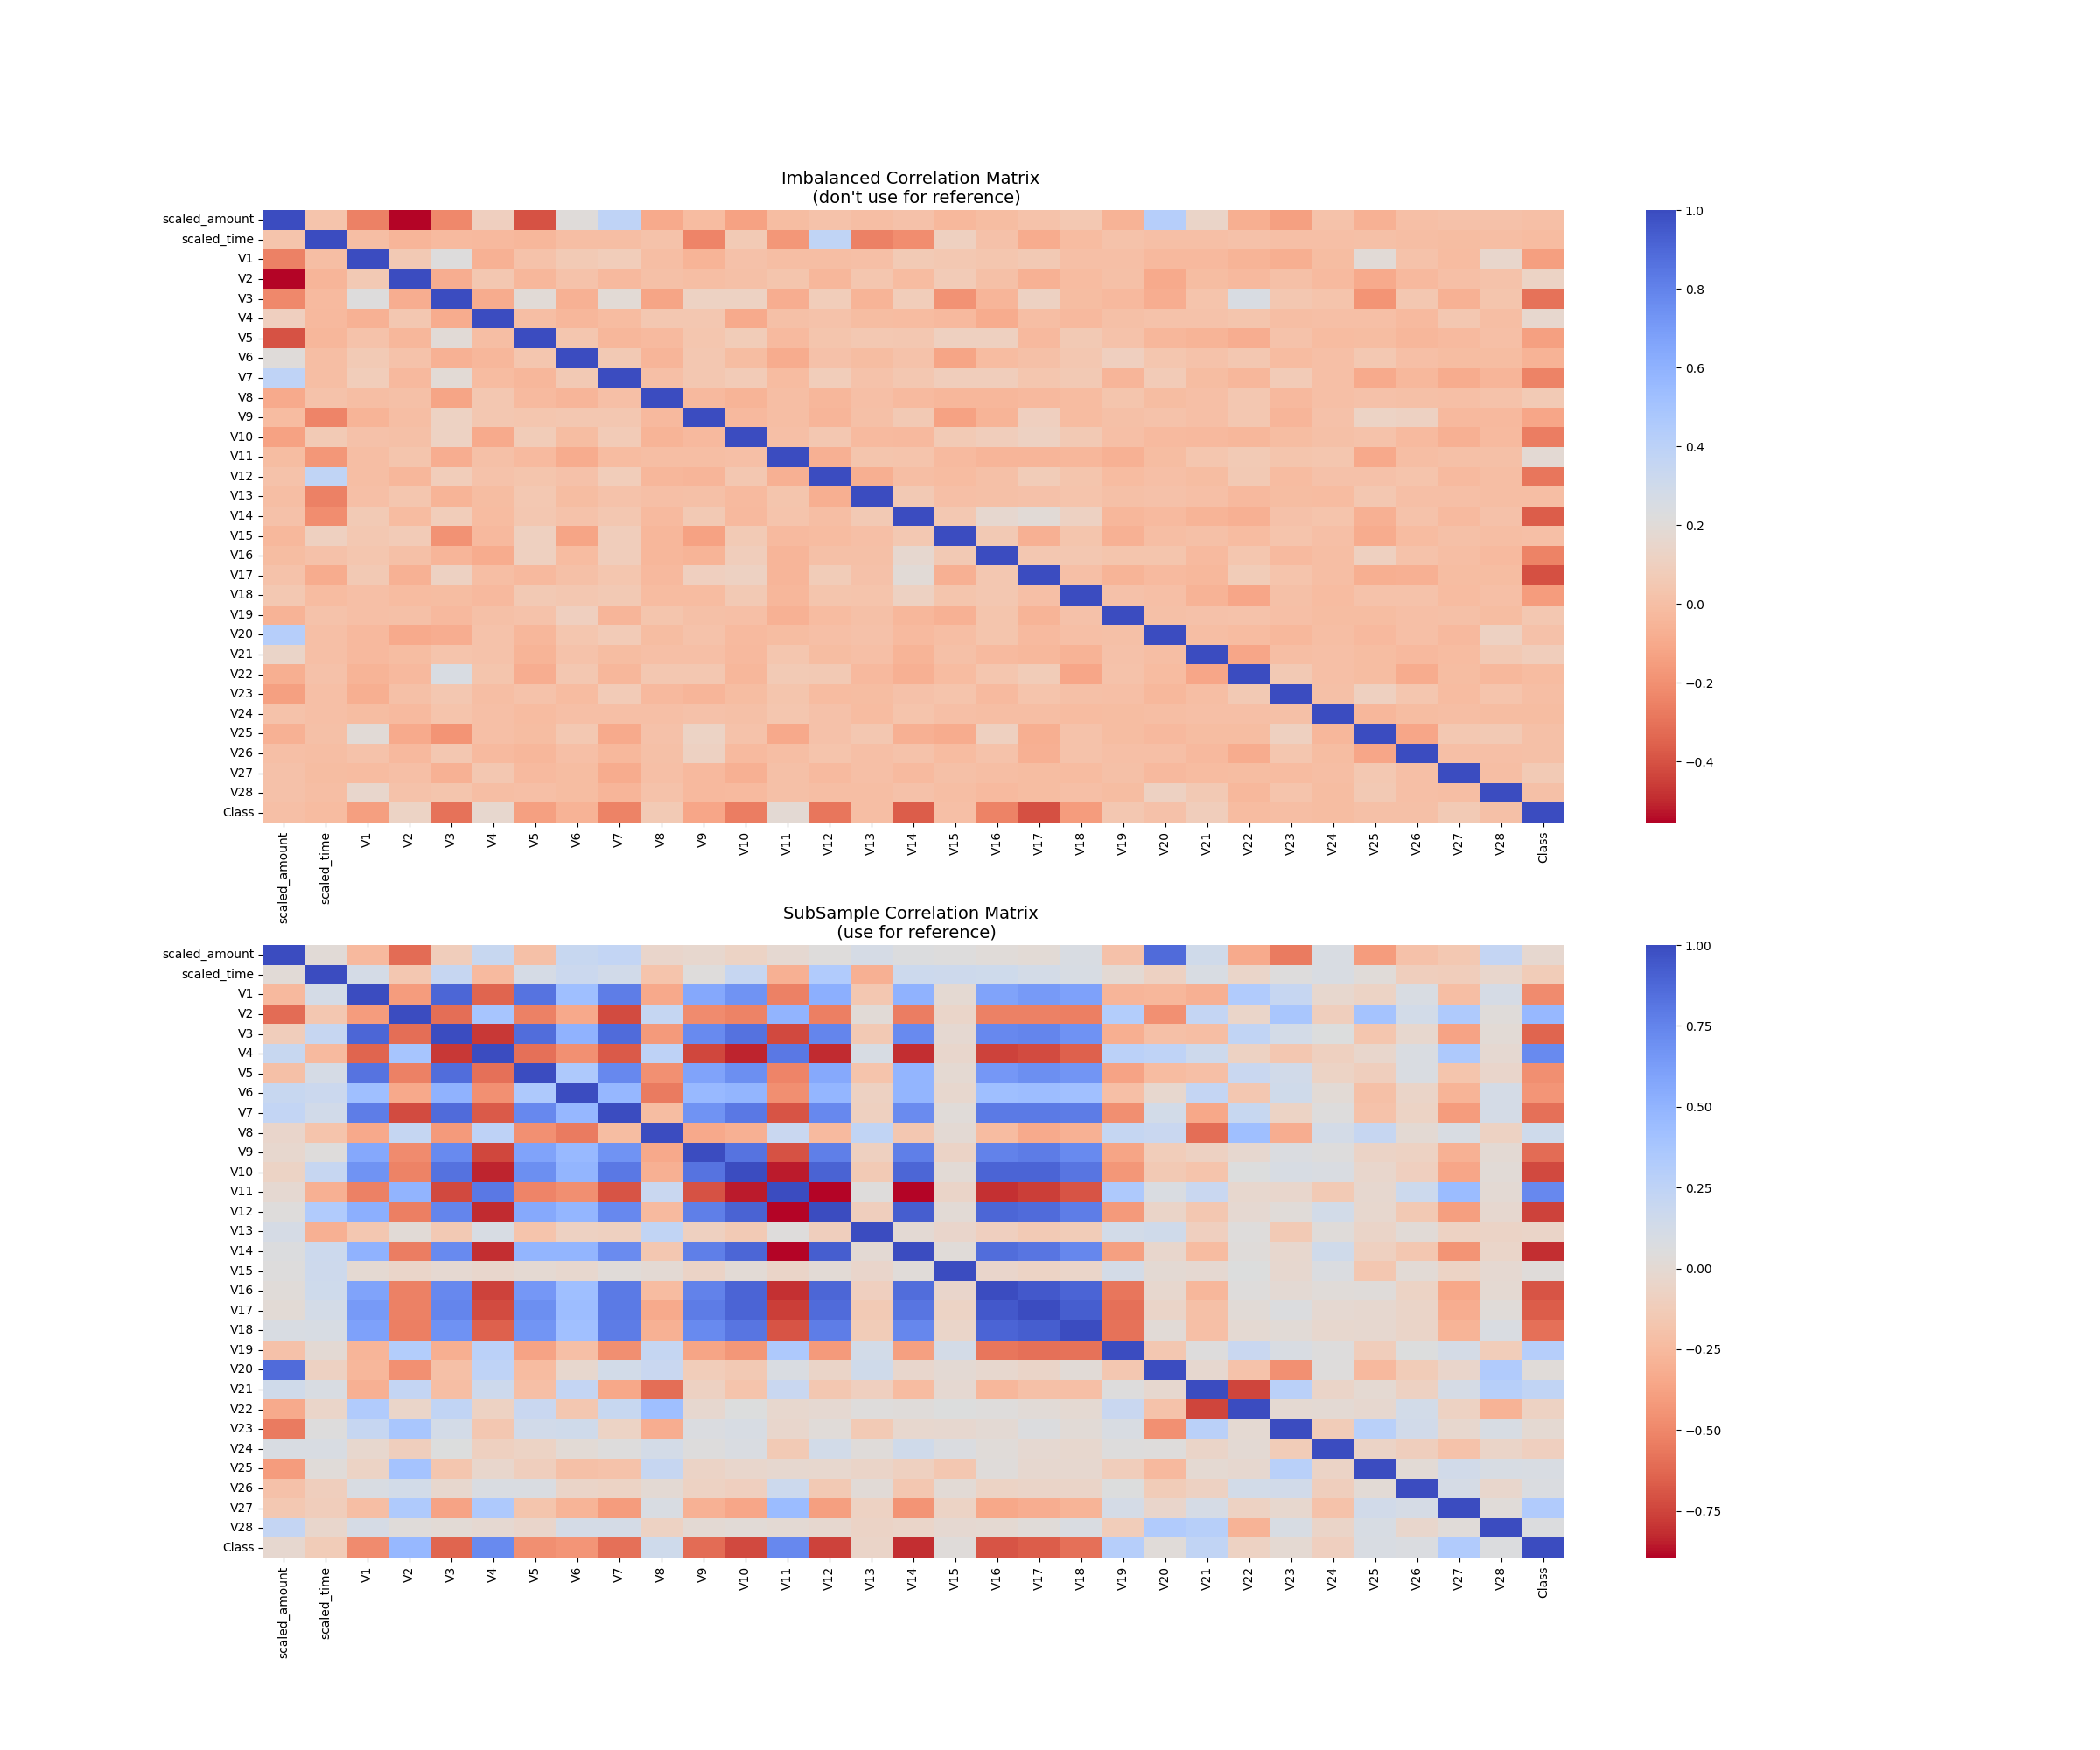 Imbalanced Correlation Matrix
(don't use for reference)
scaled_amount
scaled_time
V1
V2
V3
V4
V5
V6
V7
V8
V9
V10
V11
V12
V13
V14
V15
V16
V17
V18
V19
V20
V21
V22
V23
V24
V25
V26
V27
V28
Class
scaled_amount
scaled_time
V1
V2
V3
V4
V5
V6
V7
V8
V9
V10
V11
V12
V13
V14
V15
V16
V17
V18
V19
V20
V21
V22
V23
V24
V25
V26
V27
V28
Class
1.0
0.8
0.6
0.4
0.2
0.0
−0.2
−0.4
SubSample Correlation Matrix
(use for reference)
scaled_amount
scaled_time
V1
V2
V3
V4
V5
V6
V7
V8
V9
V10
V11
V12
V13
V14
V15
V16
V17
V18
V19
V20
V21
V22
V23
V24
V25
V26
V27
V28
Class
scaled_amount
scaled_time
V1
V2
V3
V4
V5
V6
V7
V8
V9
V10
V11
V12
V13
V14
V15
V16
V17
V18
V19
V20
V21
V22
V23
V24
V25
V26
V27
V28
Class
1.00
0.75
0.50
0.25
0.00
−0.25
−0.50
−0.75